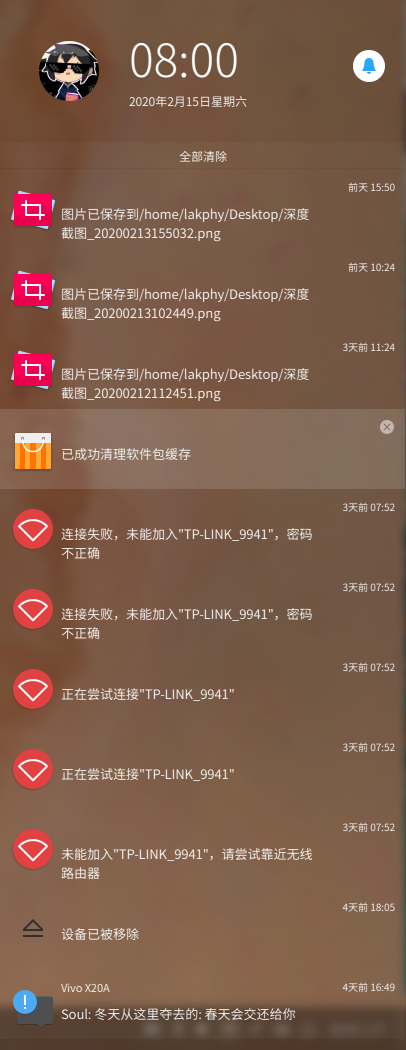 08:00
2020年2月15日星期六
全部清除
前天 15:50
图片已保存到/home/lakphy/Desktop/深度
截图_20200213155032.png
前天 10:24
图片已保存到/home/lakphy/Desktop/深度
截图_20200213102449.png
3天前 11:24
图片已保存到/home/lakphy/Desktop/深度
截图_20200212112451.png
已成功清理软件包缓存
3天前 07:52
连接失败，未能加入"TP-LINK_9941"，密码
不正确
3天前 07:52
连接失败，未能加入"TP-LINK_9941"，密码
不正确
3天前 07:52
正在尝试连接"TP-LINK_9941"
3天前 07:52
正在尝试连接"TP-LINK_9941"
3天前 07:52
未能加入"TP-LINK_9941"，请尝试靠近无线
路由器
4天前 18:05
设备已被移除
Vivo X20A
4天前 16:49
Soul: 冬天从这里夺去的: 春天会交还给你